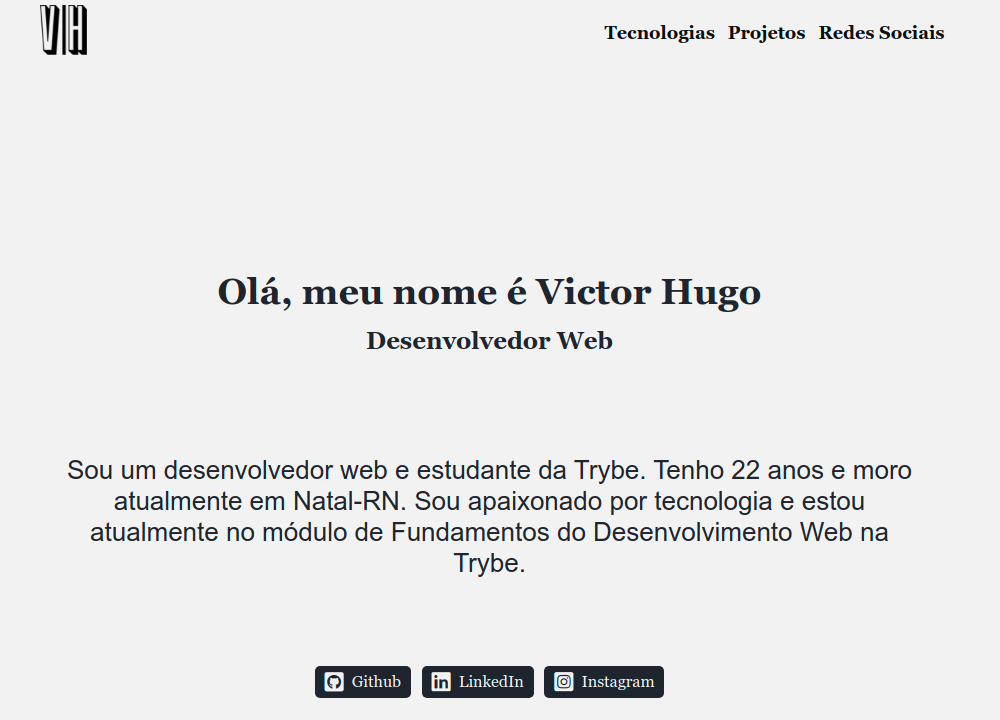 VH
Tecnologias Projetos Redes Sociais
Olá, meu nome é Victor Hugo
Desenvolvedor Web
Sou um desenvolvedor web e estudante da Trybe. Tenho 22 anos e moro
atualmente em Natal-RN. Sou apaixonado por tecnologia e estou
atualmente no módulo de Fundamentos do Desenvolvimento Web na
Trybe.
Github LinkedIn Instagram